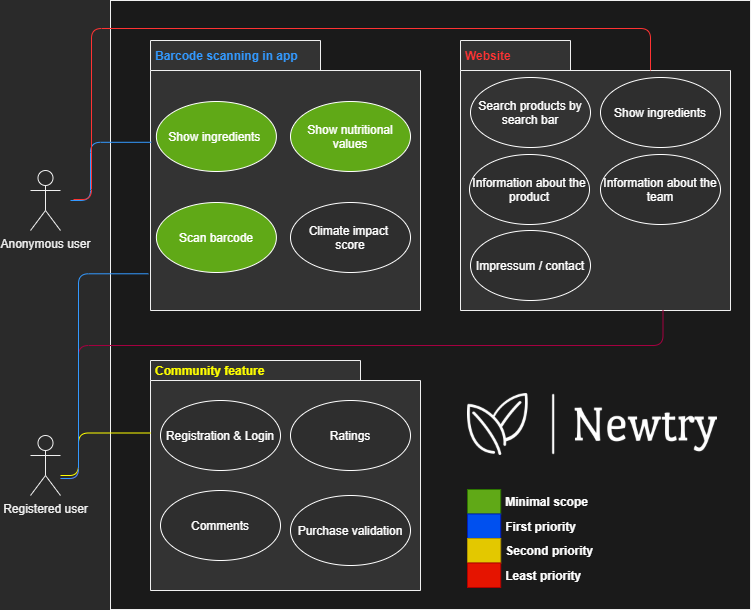 Barcode scanning in app
Show ingredients
Show nutritional
values
Scan barcode
Climate impact
score
Website
Search products by
search bar
Show ingredients
Information about the
product
Information about the
team
Impressum / contact
Anonymous user
Community feature
Registration & Login
Ratings
Comments
Purchase validation
Registered user
Newtry
Minimal scope
First priority
Second priority
Least priority